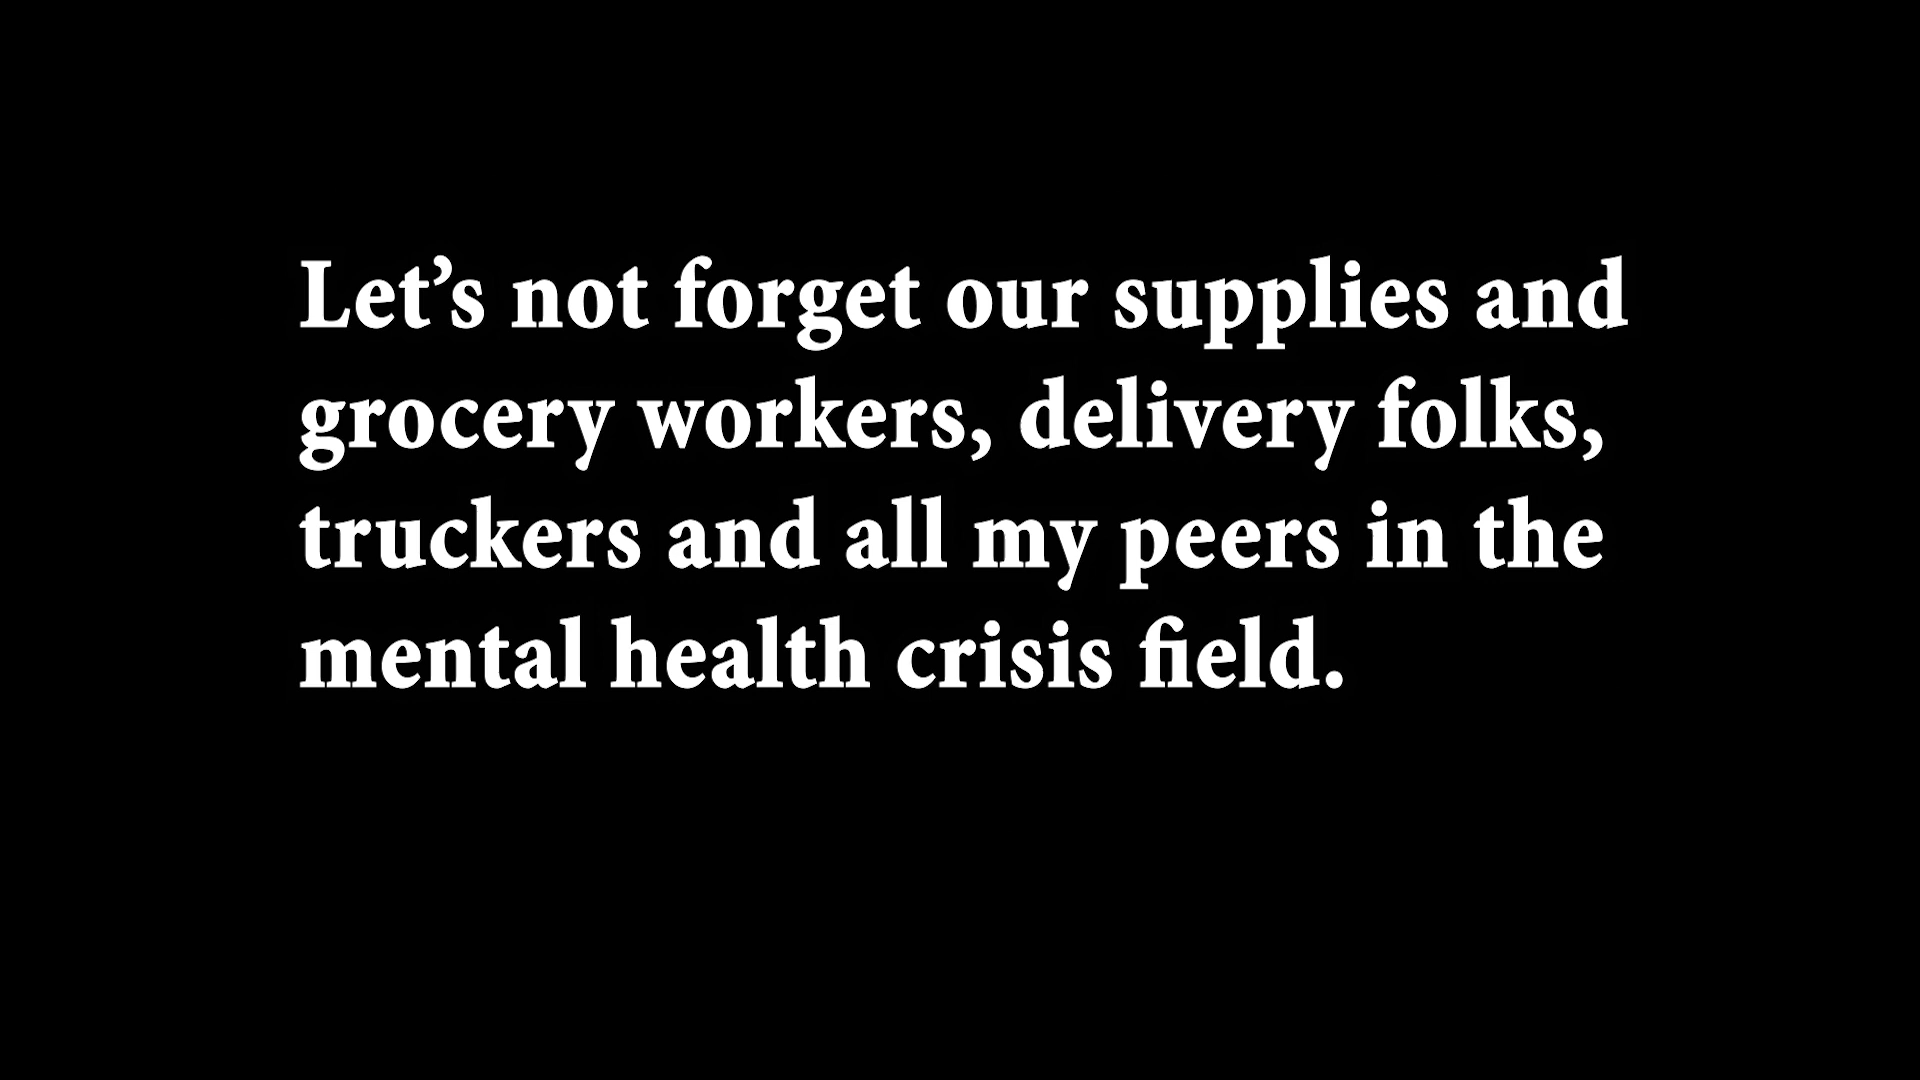 Let’s not forget our supplies and
grocery workers, delivery folks,
truckers and all my peers in the
mental health crisis field.